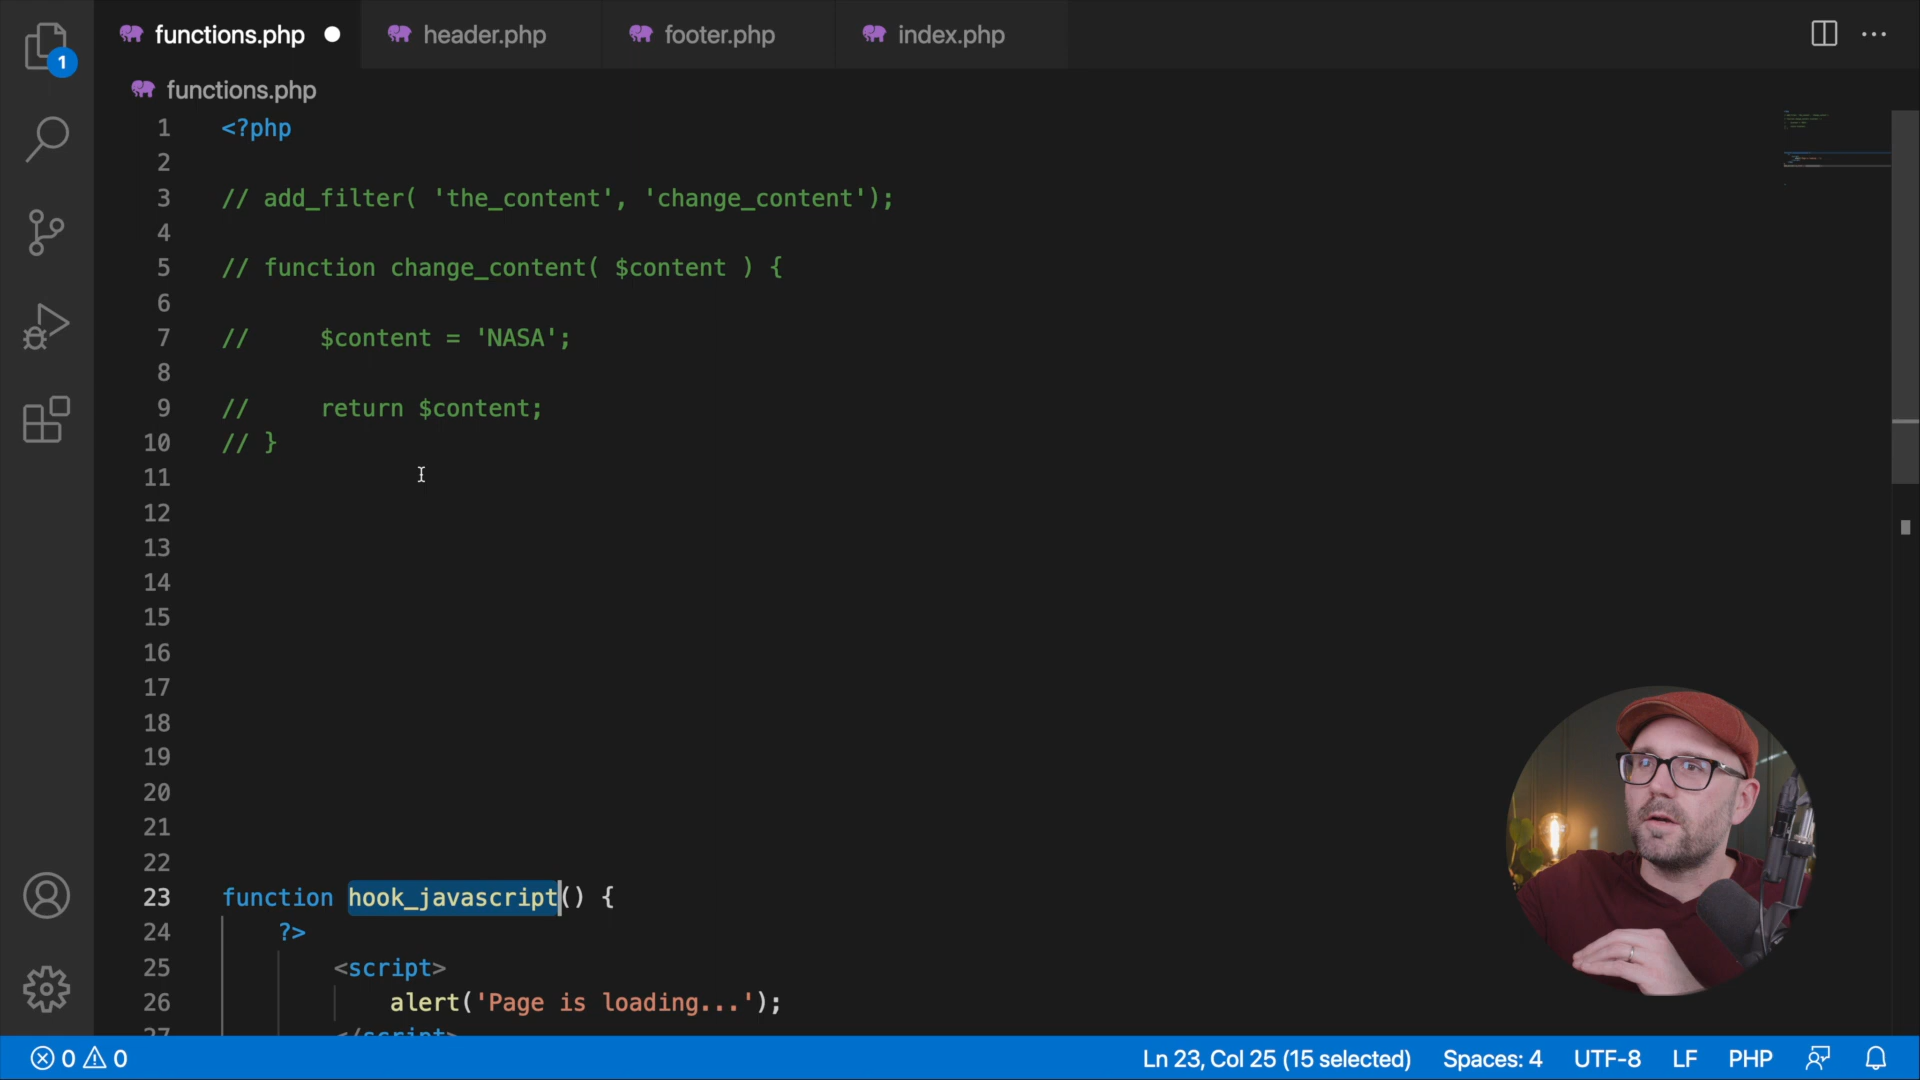 functions.php
header.php
footer.php
index.php
1
functions.php
1 <?php
2
3 // add_filter( 'the_content', 'change_content');
4
5 // function change_content( $content ) {
6
7 //     $content = 'NASA';
8
9 //     return $content;
10 // }
11
12
13
14
15
16
17
18
19
20
21
22
23 function hook_javascript() {
24     ?>
25         <script>
26             alert('Page is loading...');
27         </script>
0 0
Ln 23, Col 25 (15 selected)
Spaces: 4
UTF-8
LF
PHP